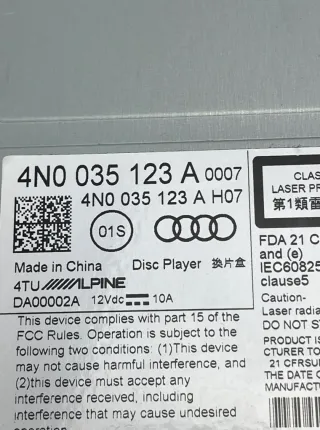 4N0 035 123 A 0007
4N0 035 123 A H07
01S
Made in China Disc Player 換片盒
4TU ALPINE
DA00002A 12Vdc 10A
This device complies with part 15 of the
FCC Rules. Operation is subject to the
following two conditions: (1)This device
may not cause harmful interference, and
(2)this device must accept any
interference received, including
interference that may cause undesired
operation
CLAS
LASER PR
第1類雷
FDA 21 C
and (e)
IEC60825
clause5
Caution-
Laser radia
DO NOT S
PRODUCT IS
CTURER TO
21 CFRSU
THE DATE O
MANUFACT